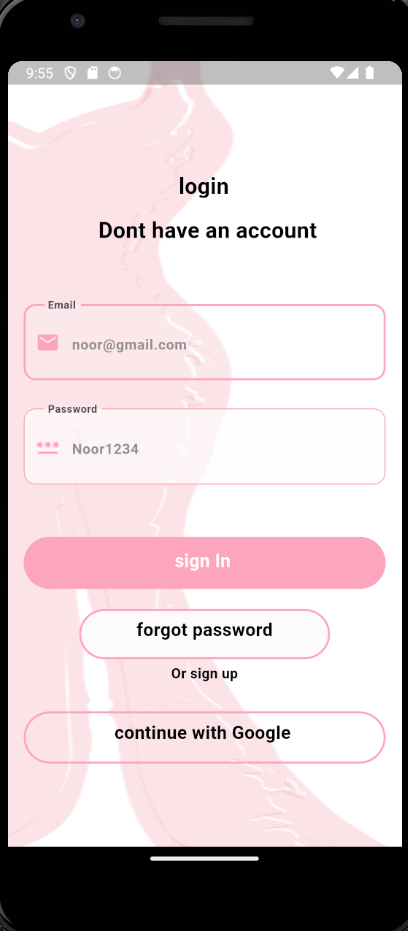 9:55
login
Dont have an account
Email
noor@gmail.com
Password
***
Noor1234
sign In
forgot password
Or sign up
continue with Google